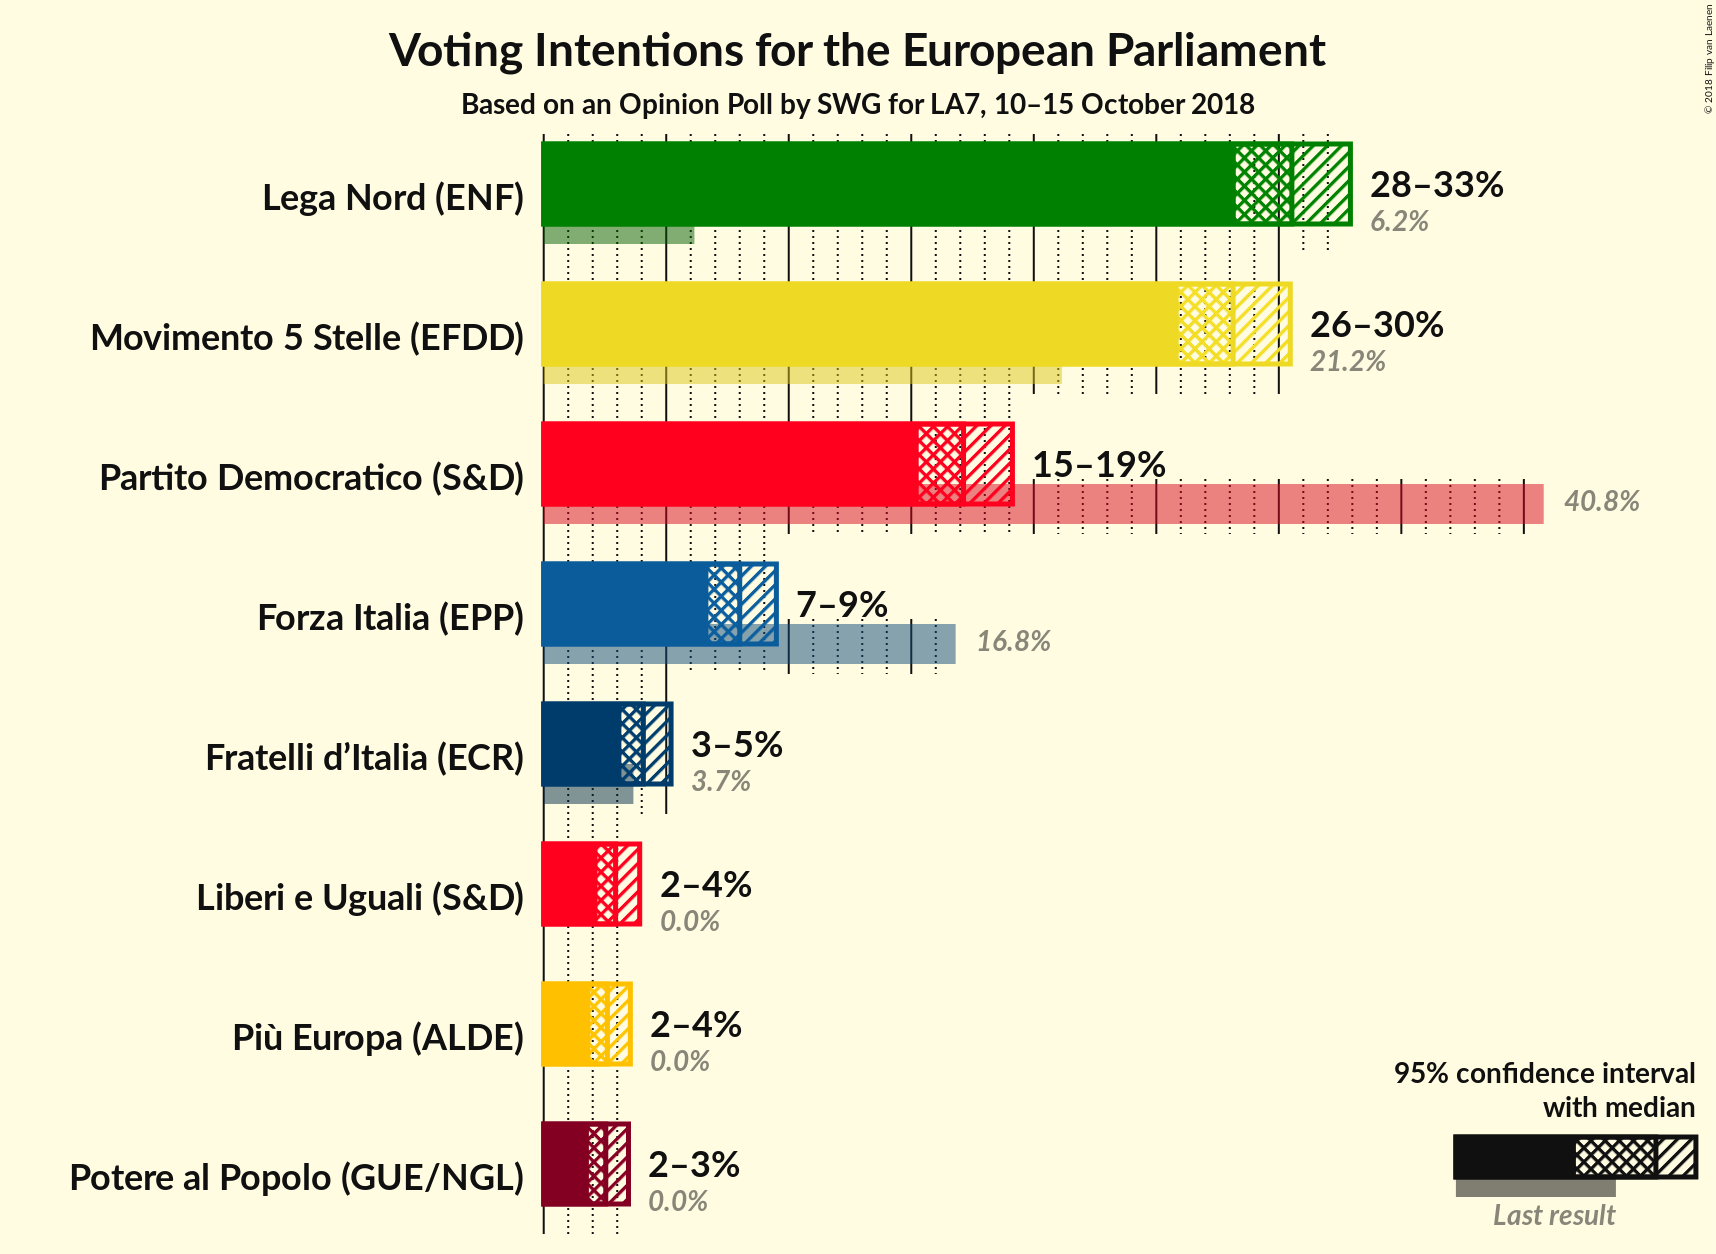 Voting Intentions for the European Parliament
Based on an Opinion Poll by SWG for LA7, 10–15 October 2018
© 2018 Filip van Laenen
Lega Nord (ENF)
28–33%
6.2%
Movimento 5 Stelle (EFDD)
26–30%
21.2%
Partito Democratico (S&D)
15–19%
40.8%
Forza Italia (EPP)
7–9%
16.8%
Fratelli d’Italia (ECR)
3–5%
3.7%
Liberi e Uguali (S&D)
2–4%
0.0%
Più Europa (ALDE)
2–4%
0.0%
Potere al Popolo (GUE/NGL)
2–3%
0.0%
95% confidence interval
with median
Last result